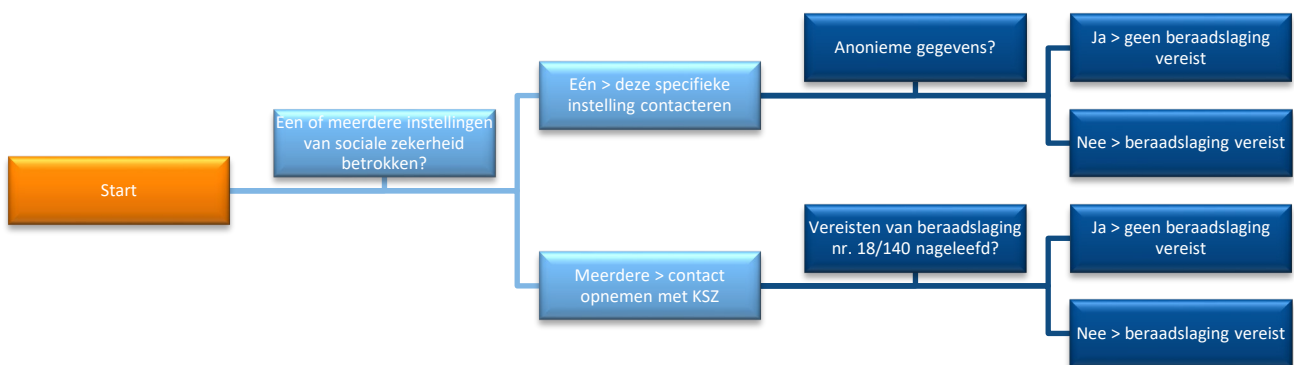 Start
Een of meerdere instellingen
van sociale zekerheid
betrokken?
Eén > deze specifieke
instelling contacteren
Anonieme gegevens?
Ja > geen beraadslaging
vereist
Nee > beraadslaging vereist
Meerdere > contact
opnemen met KSZ
Vereisten van beraadslaging
nr. 18/140 nageleefd?
Ja > geen beraadslaging
vereist
Nee > beraadslaging vereist